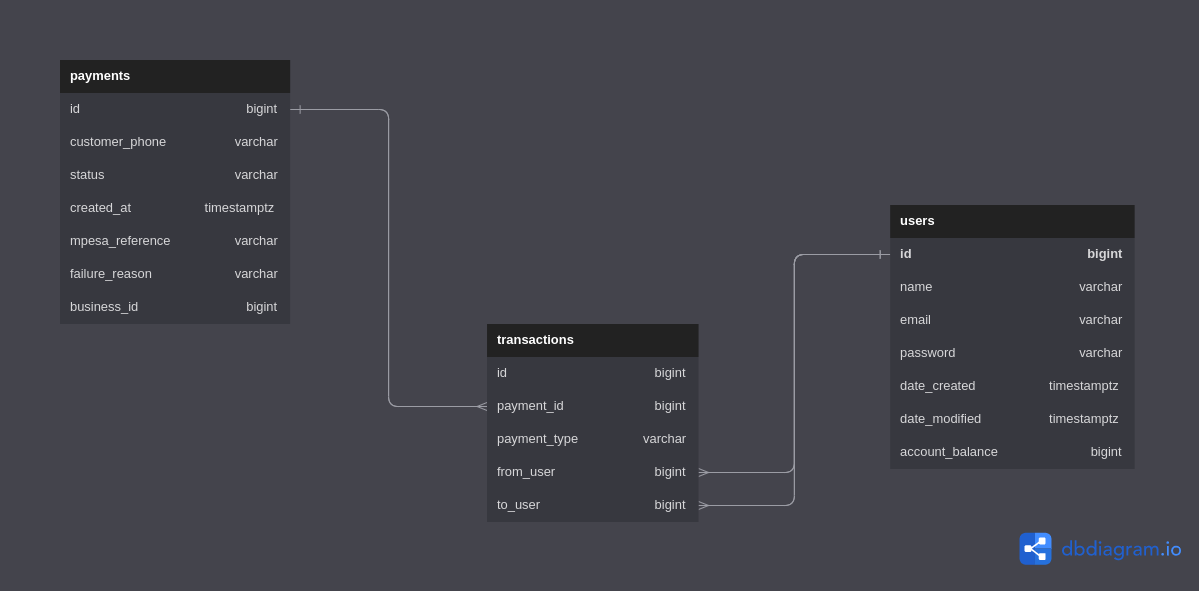 payments
id bigint
customer_phone varchar
status varchar
created_at timestamptz
mpesa_reference varchar
failure_reason varchar
business_id bigint
transactions
id bigint
payment_id bigint
payment_type varchar
from_user bigint
to_user bigint
users
id bigint
name varchar
email varchar
password varchar
date_created timestamptz
date_modified timestamptz
account_balance bigint
dbdiagram.io